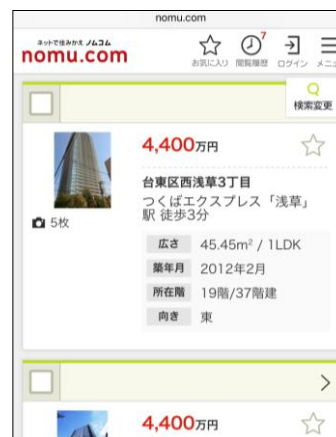 nomu.com
ネットで住みかえ ノムコム
nomu.com
お気に入り
7
閲覧履歴
ログイン
メニュ
検索変更
4,400万円
台東区西浅草3丁目
つくばエクスプレス「浅草」
駅 徒歩3分
5枚
広さ 45.45m² / 1LDK
築年月 2012年2月
所在階 19階/37階建
向き 東
4,400万円